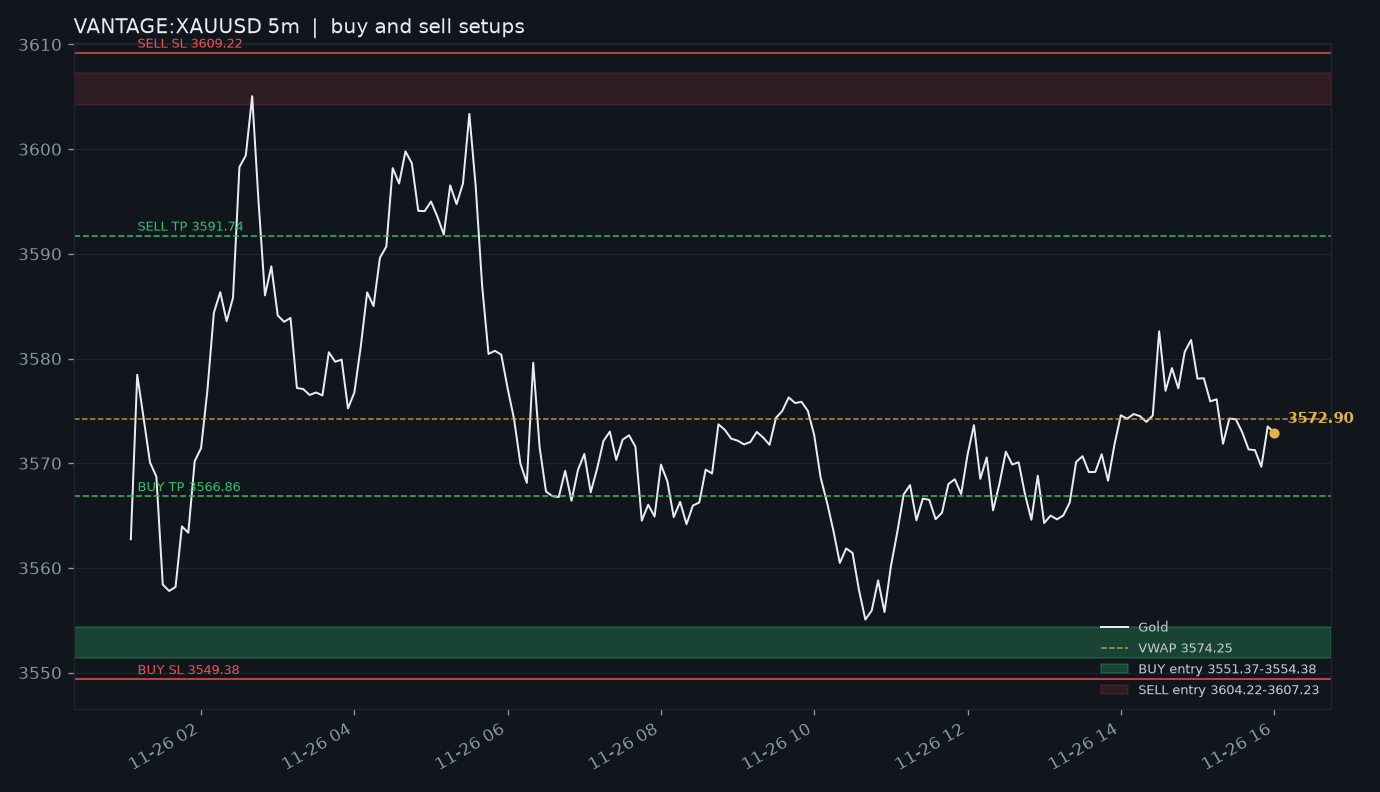 VANTAGE:XAUUSD 5m | buy and sell setups
3610
SELL SL 3609.22
3600
SELL TP 3591.74
3590
3580
3572.90
3570
BUY TP 3566.86
3560
Gold
VWAP 3574.25
BUY SL 3549.38
BUY entry 3551.37-3554.38
3550
SELL entry 3604.22-3607.23
11-26 02
11-26 04
11-26 06
11-26 08
11-26 10
11-26 12
11-26 14
11-26 16